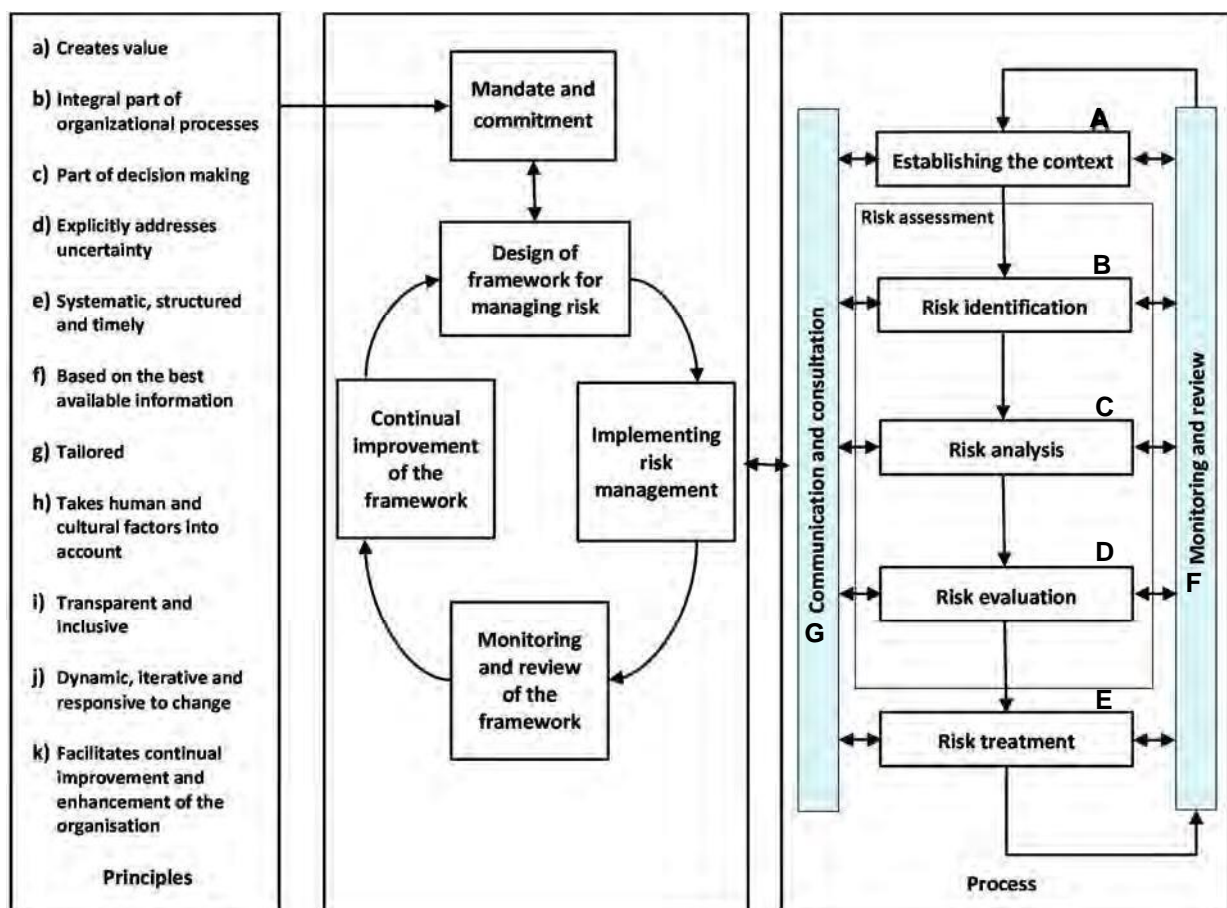 a) Creates value
b) Integral part of
organizational processes
c) Part of decision making
d) Explicitly addresses
uncertainty
e) Systematic, structured
and timely
f) Based on the best
available information
g) Tailored
h) Takes human and
cultural factors into
account
i) Transparent and
inclusive
j) Dynamic, iterative and
responsive to change
k) Facilitates continual
improvement and
enhancement of the
organisation
Principles
Mandate and
commitment
Design of
framework for
managing risk
Continual
improvement
of the
framework
Implementing
risk
management
Monitoring
and review
of the
framework
G Communication and consultation
A
Establishing the context
Risk assessment
B
Risk identification
C
Risk analysis
D
Risk evaluation
E
Risk treatment
F Monitoring and review
Process